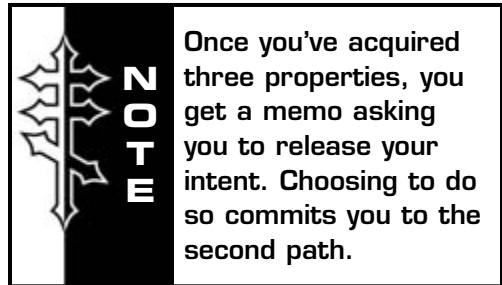 NOTE
Once you've acquired
three properties, you
get a memo asking
you to release your
intent. Choosing to do
so commits you to the
second path.